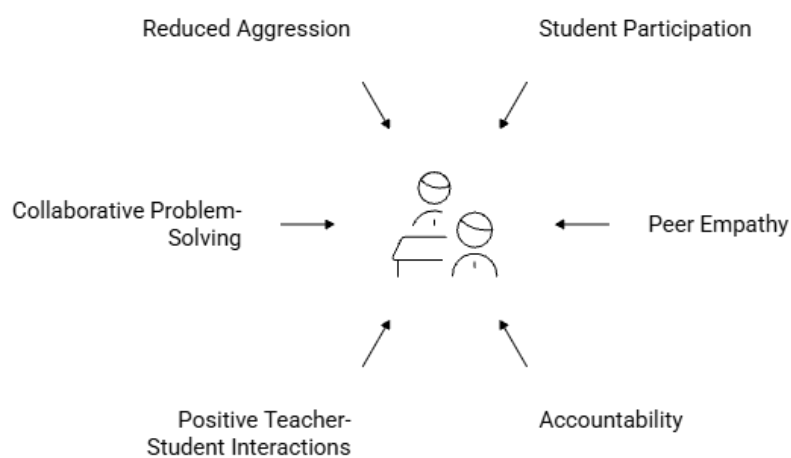 Reduced Aggression
Student Participation
Collaborative Problem-
Solving
Peer Empathy
Positive Teacher-
Student Interactions
Accountability